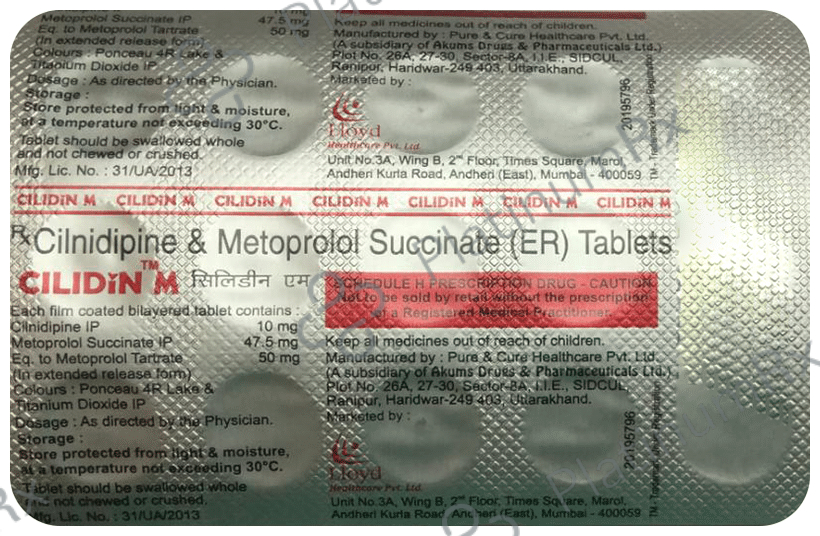 Metoprolol Succinate IP 47.5 mg
Eq. to Metoprolol Tartrate 50 mg
(In extended release form)
Colours : Ponceau 4R Lake &
Titanium Dioxide IP
Dosage : As directed by the Physician.
Storage :
Store protected from light & moisture,
at a temperature not exceeding 30°C.
Tablet should be swallowed whole
and not chewed or crushed.
Mfg. Lic. No. : 31/UA/2013
Keep all medicines out of reach of children.
Manufactured by : Pure & Cure Healthcare Pvt. Ltd.
(A subsidiary of Akums Drugs & Pharmaceuticals Ltd.)
Plot No. 26A, 27-30, Sector-8A, I.I.E., SIDCUL,
Ranipur, Haridwar-249 403, Uttarakhand.
Marketed by :
Lloyd
Healthcare Pvt. Ltd.
Unit No.3A, Wing B, 2nd Floor, Times Square, Marol,
Andheri Kurla Road, Andheri (East), Mumbai - 400059
20195796
TM - Trademark Under Registration
CILIDiN M CILIDiN M CILIDiN M CILIDiN M CILIDiN M CILIDiN M CILIDiN M
Rx Cilnidipine & Metoprolol Succinate (ER) Tablets
CILIDiN™ M सिलिडीन एम
SCHEDULE H PRESCRIPTION DRUG - CAUTION
Not to be sold by retail without the prescription
of a Registered Medical Practitioner.
Each film coated bilayered tablet contains :
Cilnidipine IP 10 mg
Metoprolol Succinate IP 47.5 mg
Eq. to Metoprolol Tartrate 50 mg
(In extended release form)
Colours : Ponceau 4R Lake &
Titanium Dioxide IP
Dosage : As directed by the Physician.
Storage :
Store protected from light & moisture,
at a temperature not exceeding 30°C.
Tablet should be swallowed whole
and not chewed or crushed.
Mfg. Lic. No. : 31/UA/2013
Keep all medicines out of reach of children.
Manufactured by : Pure & Cure Healthcare Pvt. Ltd.
(A subsidiary of Akums Drugs & Pharmaceuticals Ltd.)
Plot No. 26A, 27-30, Sector-8A, I.I.E., SIDCUL,
Ranipur, Haridwar-249 403, Uttarakhand.
Marketed by :
Lloyd
Healthcare Pvt. Ltd.
Unit No.3A, Wing B, 2nd Floor, Times Square, Marol,
Andheri Kurla Road, Andheri (East), Mumbai - 400059
20195796
TM - Trademark Under Registration
PlatinumRx